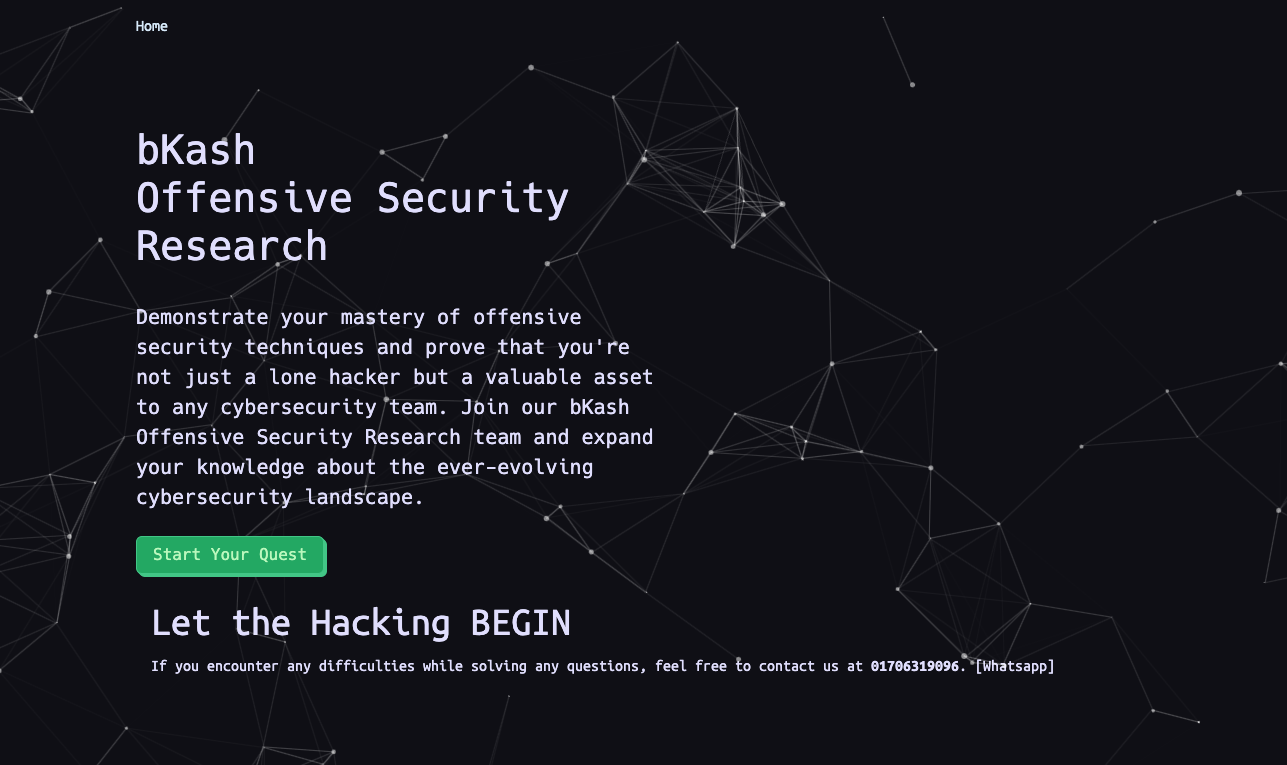 Home
bKash
Offensive Security
Research
Demonstrate your mastery of offensive
security techniques and prove that you're
not just a lone hacker but a valuable asset
to any cybersecurity team. Join our bKash
Offensive Security Research team and expand
your knowledge about the ever-evolving
cybersecurity landscape.
Start Your Quest
Let the Hacking BEGIN
If you encounter any difficulties while solving any questions, feel free to contact us at 01706319096. [Whatsapp]